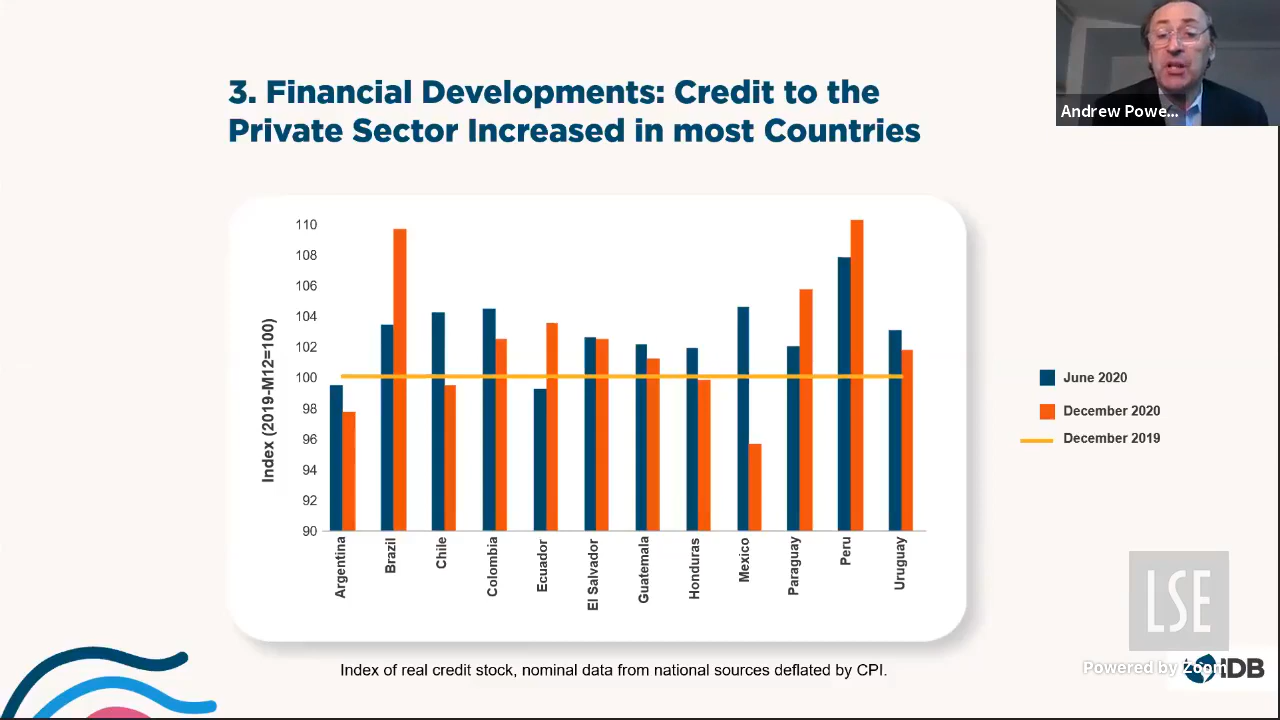 Andrew Powe...
3. Financial Developments: Credit to the
Private Sector Increased in most Countries
110
108
106
104
102
100
98
96
94
92
90
Index (2019-M12=100)
Argentina
Brazil
Chile
Colombia
Ecuador
El Salvador
Guatemala
Honduras
Mexico
Paraguay
Peru
Uruguay
June 2020
December 2020
December 2019
LSE
Powered by Zoom
IDB
Index of real credit stock, nominal data from national sources deflated by CPI.